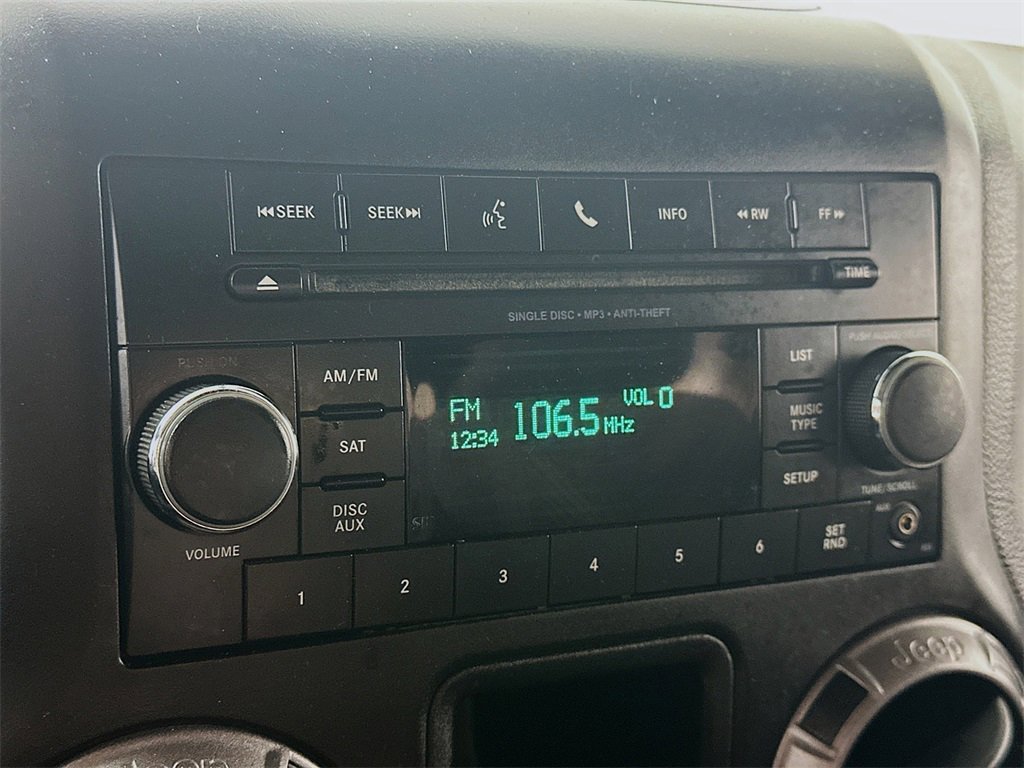 SEEK
SEEK
INFO
RW
FF
TIME
SINGLE DISC • MP3 • ANTI-THEFT
PUSH ON
AM/FM
SAT
DISC
AUX
VOLUME
FM
12:34
106.5
MHz
VOL 0
LIST
MUSIC
TYPE
SETUP
TUNE/SCROLL
AUX
1
2
3
4
5
6
SET
RND
Jeep
Jeep